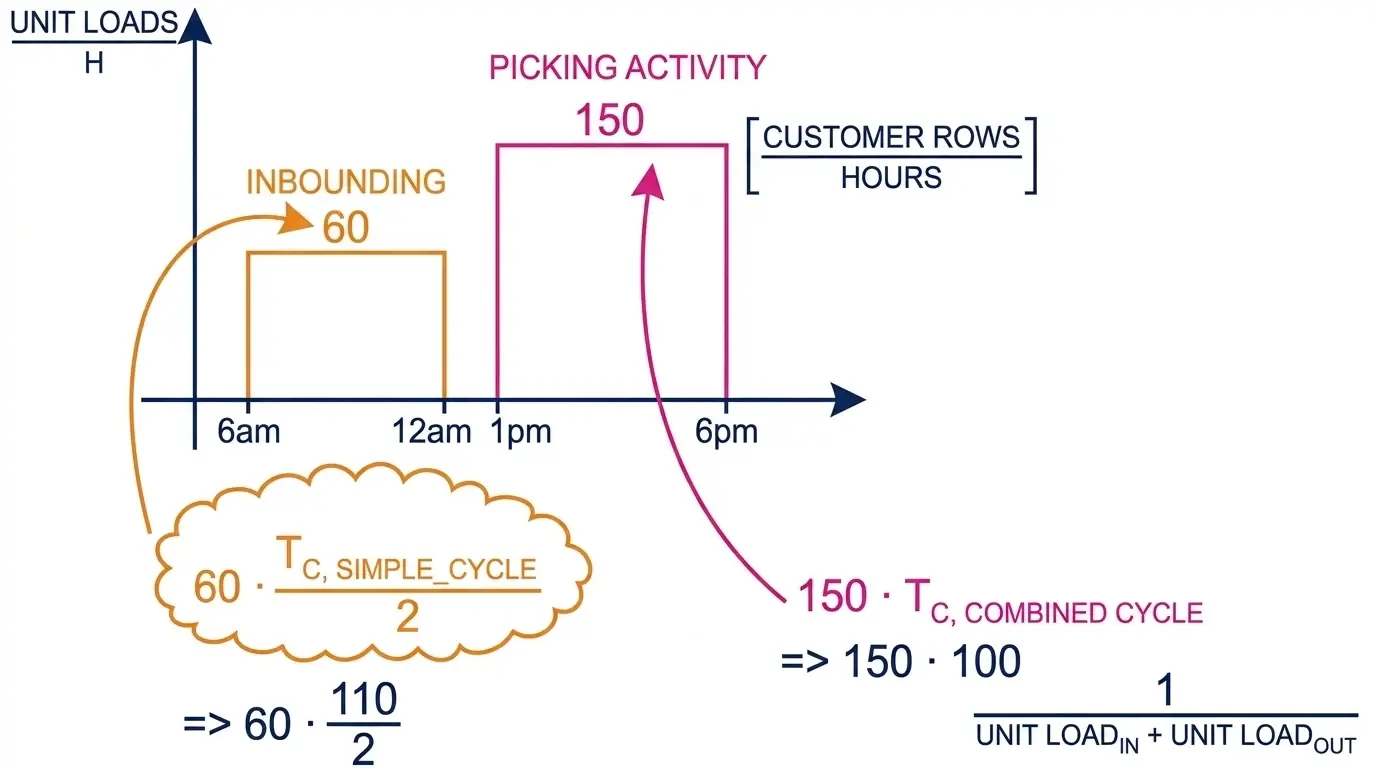 UNIT LOADS
H
PICKING ACTIVITY
150
[CUSTOMER ROWS
HOURS]
INBOUNDING
60
6am 12am 1pm 6pm
60 · T_C, SIMPLE_CYCLE
2
=> 60 · 110
2
150 · T_C, COMBINED CYCLE
=> 150 · 100
1
UNIT LOAD_IN + UNIT LOAD_OUT